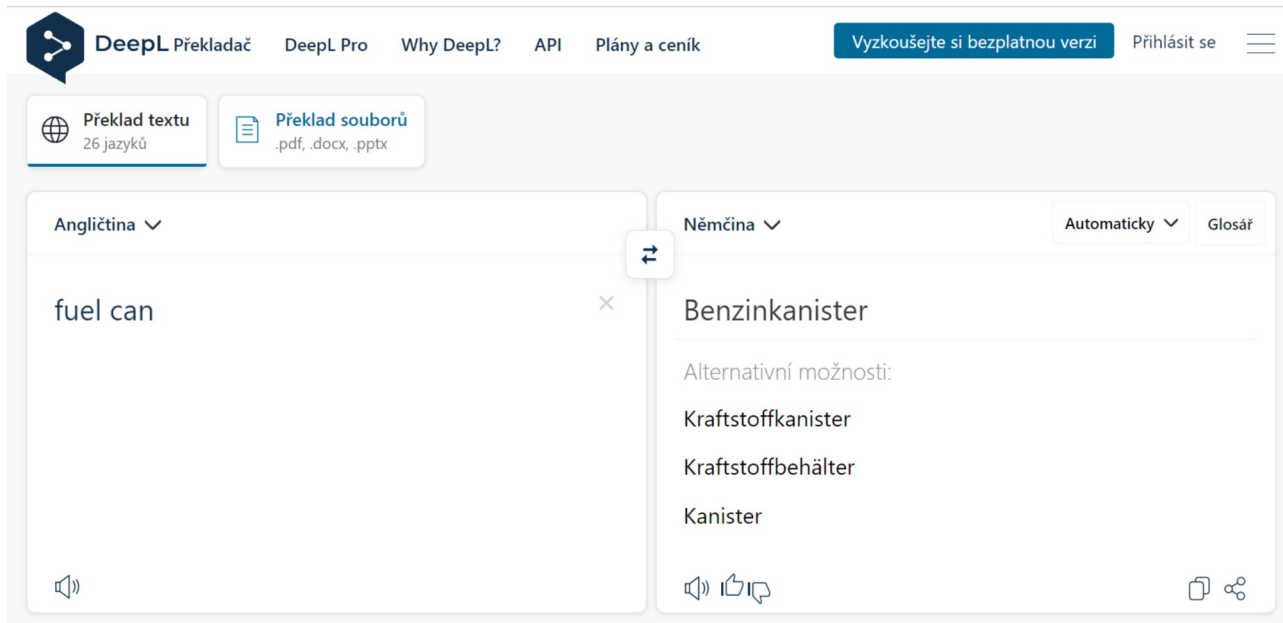 DeepL Překladač DeepL Pro Why DeepL? API Plány a ceník Vyzkoušejte si bezplatnou verzi Přihlásit se
Překlad textu
26 jazyků
Překlad souborů
.pdf, .docx, .pptx
Angličtina
fuel can
Němčina Automaticky Glosář
Benzinkanister
Alternativní možnosti:
Kraftstoffkanister
Kraftstoffbehälter
Kanister